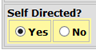 Self Directed?
Yes No